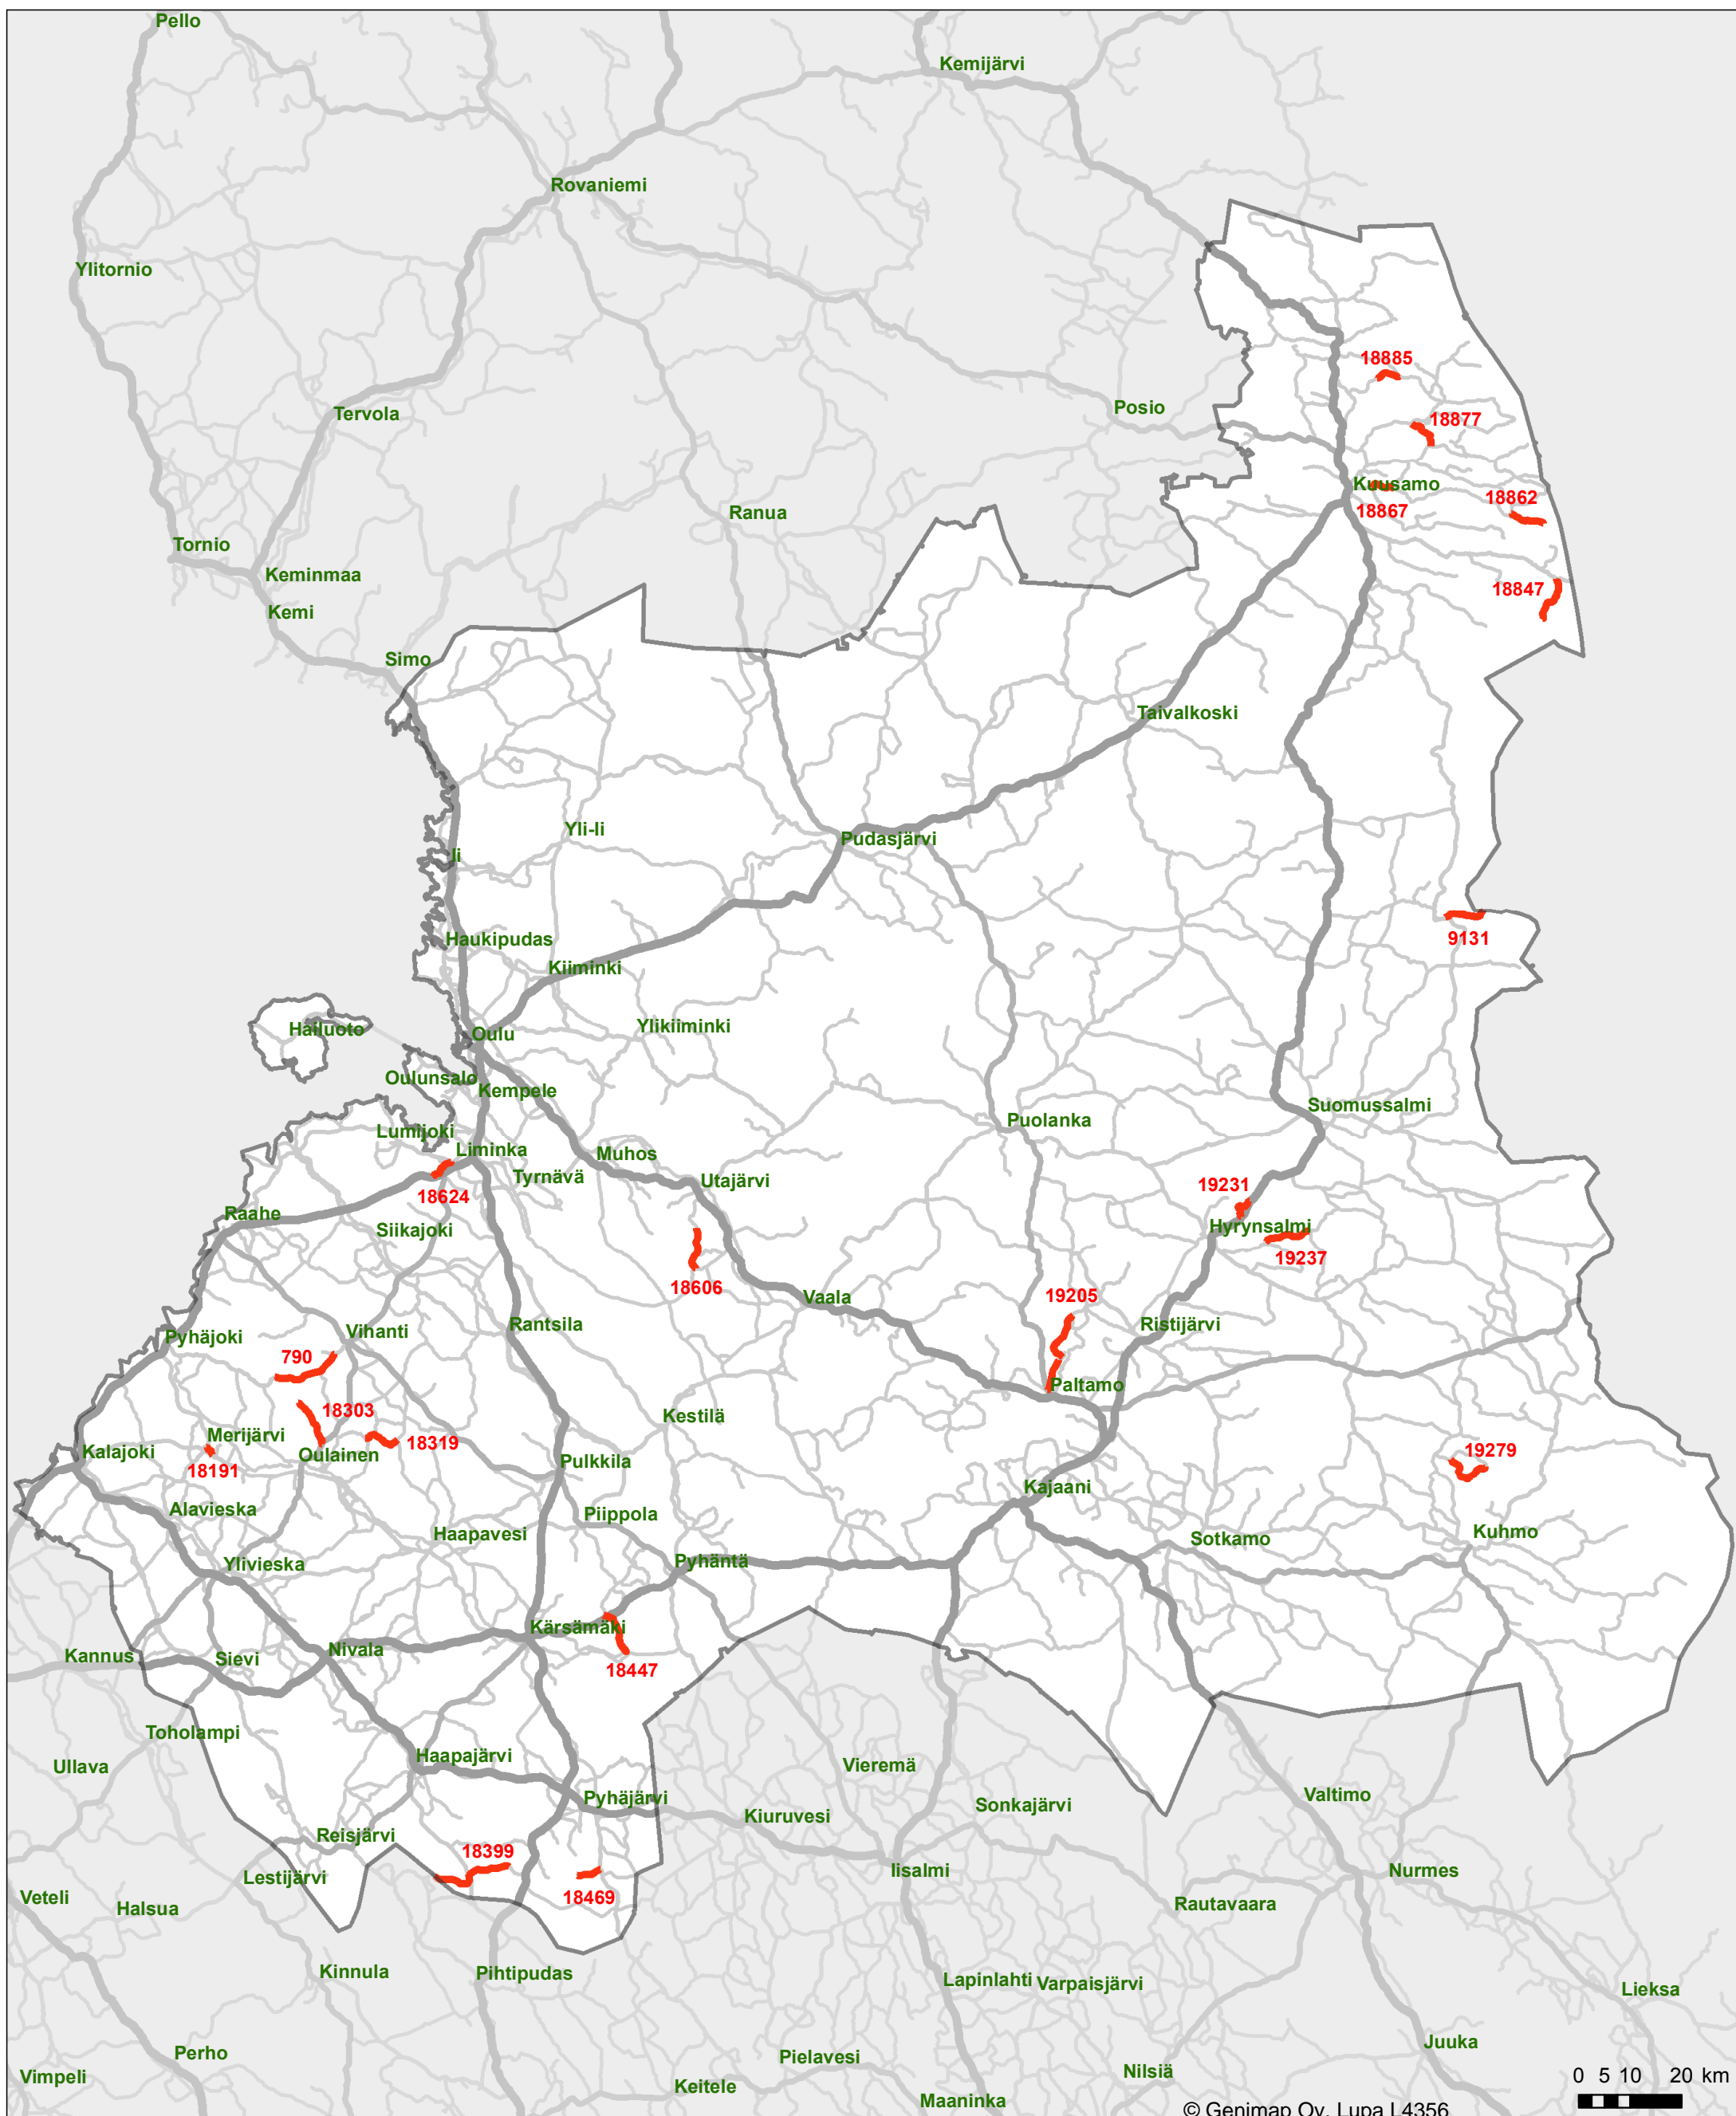 Pello
Kemijärvi
Rovaniemi
Ylitornio
18885
Posio
Tervola
18877
Kuusamo
18862
18867
Ranua
Tornio
Keminmaa
18847
Kemi
Simo
Taivalkoski
Yli-Ii
Pudasjärvi
Ii
Haukipudas
9131
Kiiminki
Hailuoto
Ylikiiminki
Oulu
Oulunsalo
Kempele
Suomussalmi
Puolanka
Lumijoki
Liminka
Muhos
Tyrnävä
Utajärvi
19231
18624
Raahe
Siikajoki
Hyrynsalmi
19237
18606
19205
Vaala
Rantsila
Ristijärvi
Pyhäjoki
Vihanti
790
Paltamo
18303
Kestilä
Merijärvi
18319
Kalajoki
Oulainen
19279
18191
Pulkkila
Kajaani
Alavieska
Piippola
Haapavesi
Kuhmo
Sotkamo
Ylivieska
Pyhäntä
Kärsämäki
Nivala
Kannus
Sievi
18447
Toholampi
Haapajärvi
Ullava
Vieremä
Valtimo
Pyhäjärvi
Sonkajärvi
Kiuruvesi
Reisjärvi
18399
Lestijärvi
Iisalmi
Nurmes
18469
Veteli
Halsua
Rautavaara
Kinnula
Pihtipudas
Lapinlahti
Varpaisjärvi
Lieksa
Juuka
Perho
Pielavesi
Nilsiä
Vimpeli
Keitele
Maaninka
0 5 10 20 km
© Genimap Oy, Lupa L4356